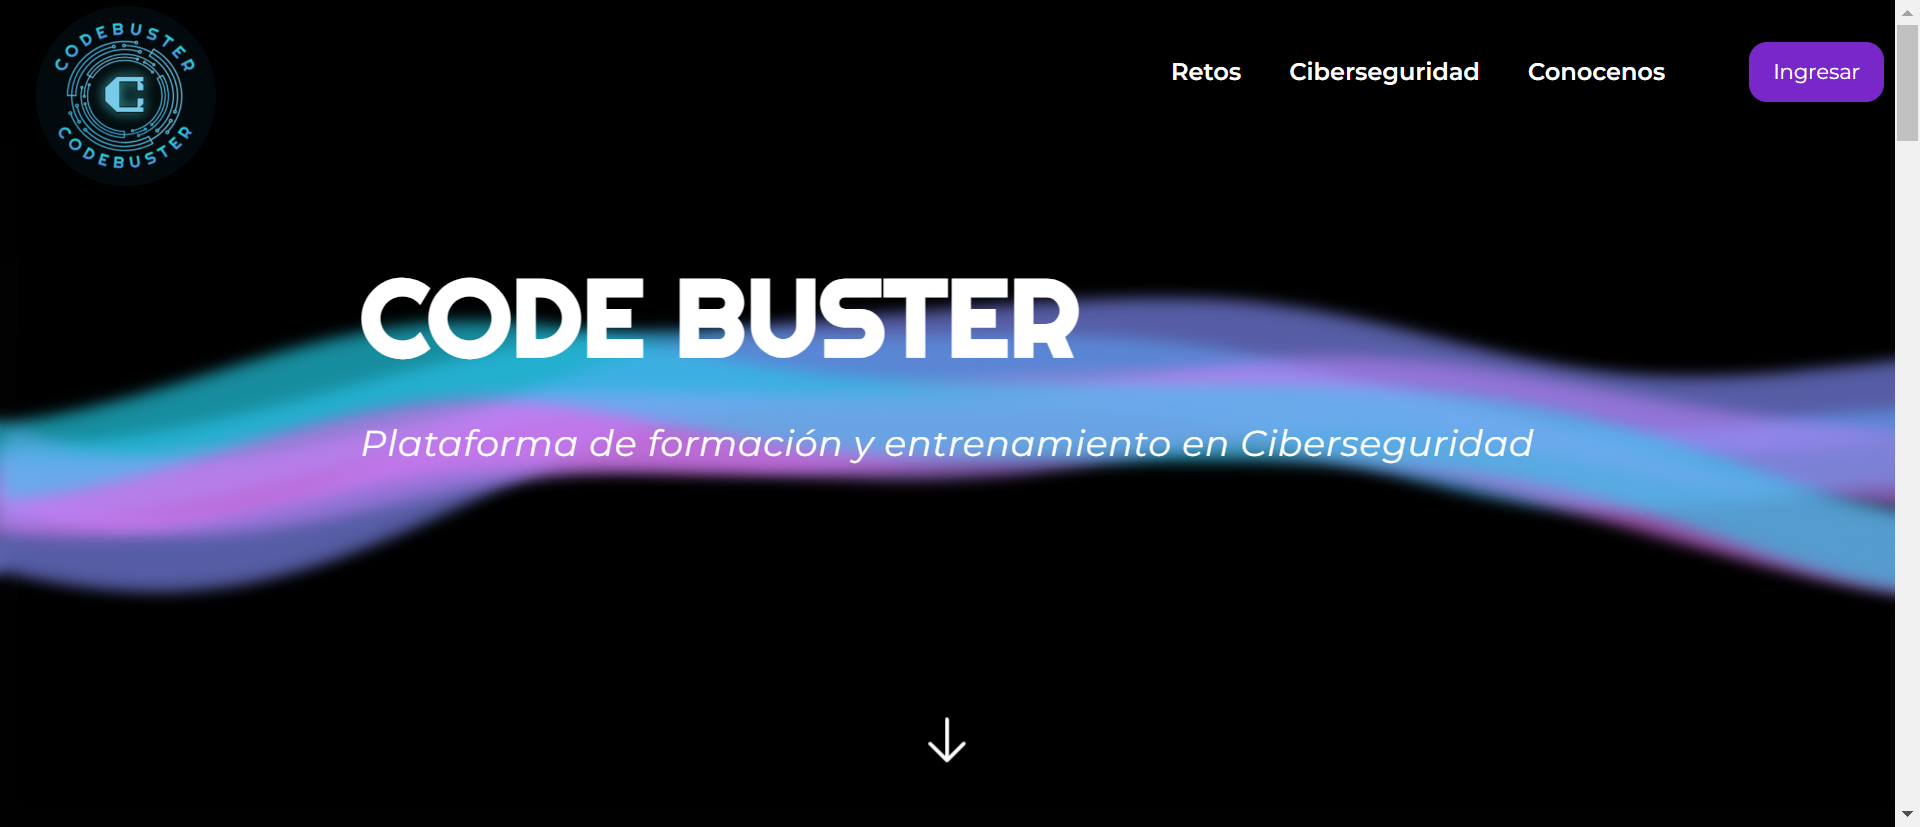 CODEBUSTER
C
CODEBUSTER
Retos Ciberseguridad Conocenos Ingresar
CODE BUSTER
Plataforma de formación y entrenamiento en Ciberseguridad